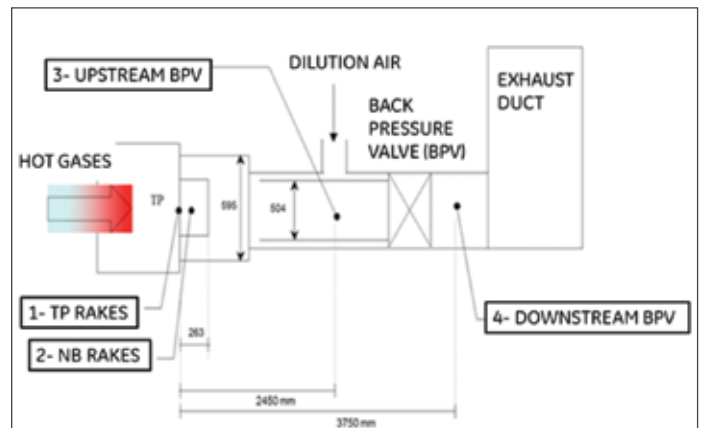 3- UPSTREAM BPV
DILUTION AIR
EXHAUST
DUCT
BACK
PRESSURE
VALVE (BPV)
HOT GASES
TP
595
504
1- TP RAKES
2- NB RAKES
263
4- DOWNSTREAM BPV
2450 mm
3750 mm